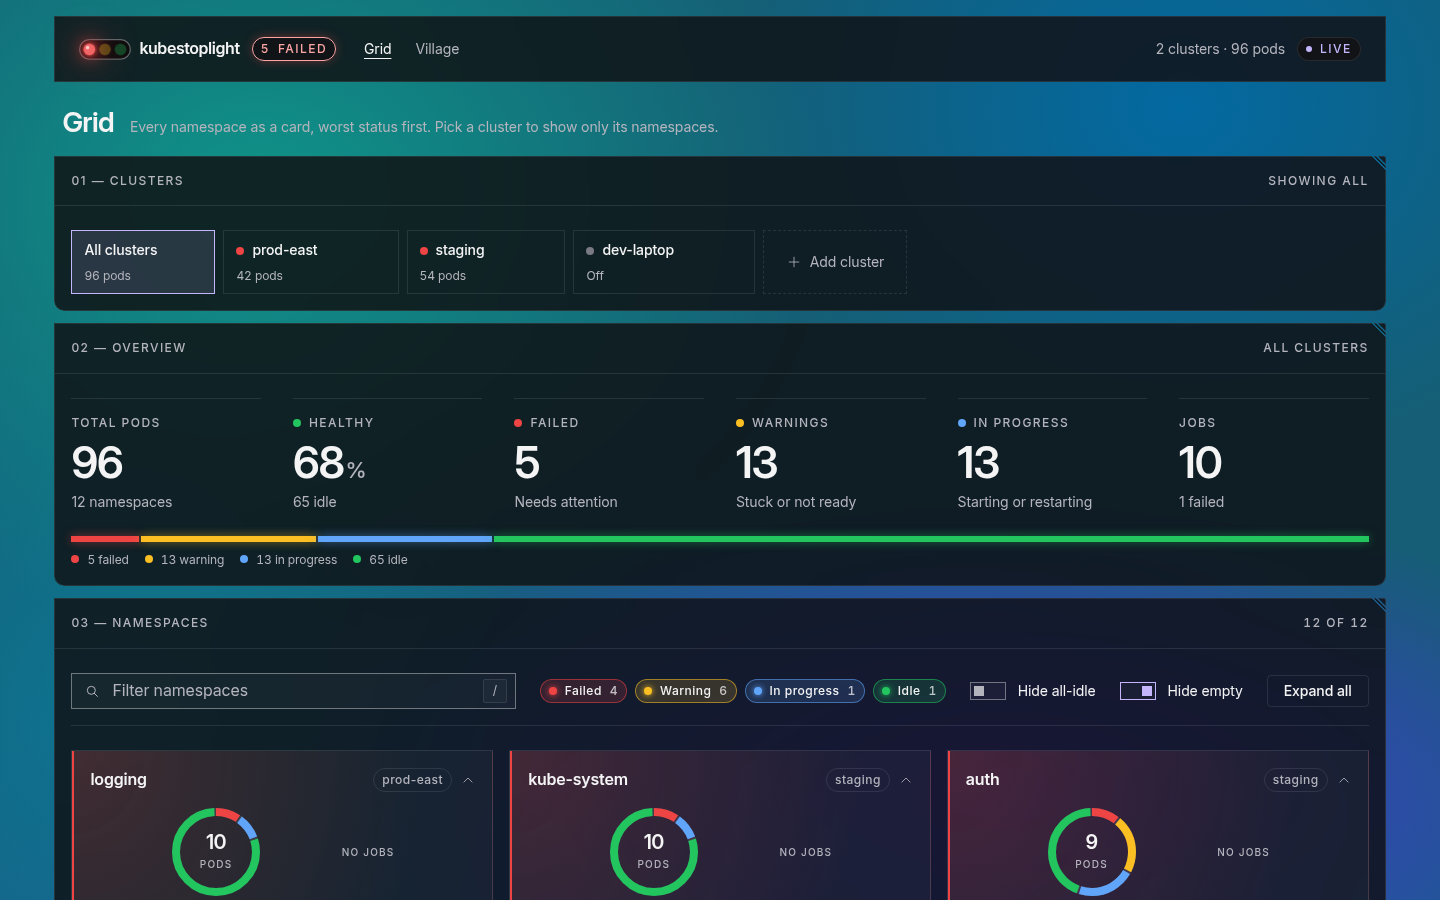 kubestoplight 5 FAILED Grid Village 2 clusters · 96 pods LIVE
Grid Every namespace as a card, worst status first. Pick a cluster to show only its namespaces.
01 — CLUSTERS SHOWING ALL
All clusters prod-east staging dev-laptop
96 pods 42 pods 54 pods Off
Add cluster
02 — OVERVIEW ALL CLUSTERS
TOTAL PODS HEALTHY FAILED WARNINGS IN PROGRESS JOBS
96 68% 5 13 13 10
12 namespaces 65 idle Needs attention Stuck or not ready Starting or restarting 1 failed
5 failed 13 warning 13 in progress 65 idle
03 — NAMESPACES 12 OF 12
Filter namespaces / Failed 4 Warning 6 In progress 1 Idle 1 Hide all-idle Hide empty Expand all
logging prod-east kube-system staging auth staging
10 10 9
PODS NO JOBS PODS NO JOBS PODS NO JOBS